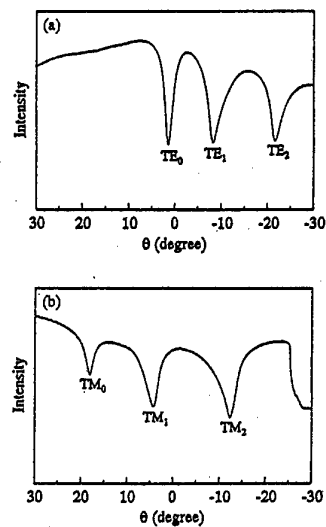 (a)
Intensity
TE₀
TE₁
TE₂
30 20 10 0 -10 -20 -30
θ (degree)
(b)
Intensity
TM₀
TM₁
TM₂
30 20 10 0 -10 -20 -30
θ (degree)